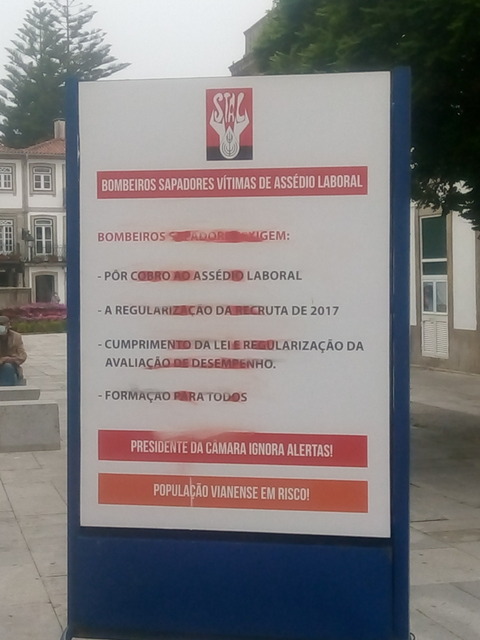 STAL
BOMBEIROS SAPADORES VÍTIMAS DE ASSÉDIO LABORAL
BOMBEIROS SAPADORES EXIGEM:
- PÔR COBRO AO ASSÉDIO LABORAL
- A REGULARIZAÇÃO DA RECRUTA DE 2017
- CUMPRIMENTO DA LEI E REGULARIZAÇÃO DA
AVALIAÇÃO DE DESEMPENHO.
- FORMAÇÃO PARA TODOS
PRESIDENTE DA CÂMARA IGNORA ALERTAS!
POPULAÇÃO VIANENSE EM RISCO!